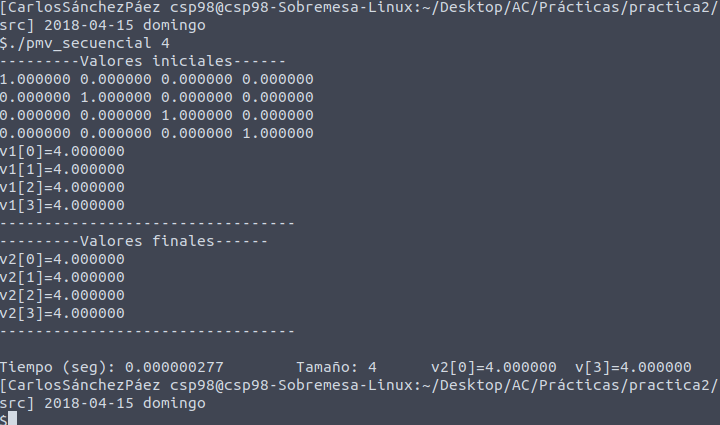 [CarlosSánchezPáez csp98@csp98-Sobremesa-Linux:~/Desktop/AC/Prácticas/practica2/
src] 2018-04-15 domingo
$./pmv_secuencial 4
---------Valores iniciales------
1.000000 0.000000 0.000000 0.000000
0.000000 1.000000 0.000000 0.000000
0.000000 0.000000 1.000000 0.000000
0.000000 0.000000 0.000000 1.000000
v1[0]=4.000000
v1[1]=4.000000
v1[2]=4.000000
v1[3]=4.000000
---------------------------------
---------Valores finales------
v2[0]=4.000000
v2[1]=4.000000
v2[2]=4.000000
v2[3]=4.000000
---------------------------------
Tiempo (seg): 0.000000277        Tamaño: 4      v2[0]=4.000000  v[3]=4.000000
[CarlosSánchezPáez csp98@csp98-Sobremesa-Linux:~/Desktop/AC/Prácticas/practica2/
src] 2018-04-15 domingo
$